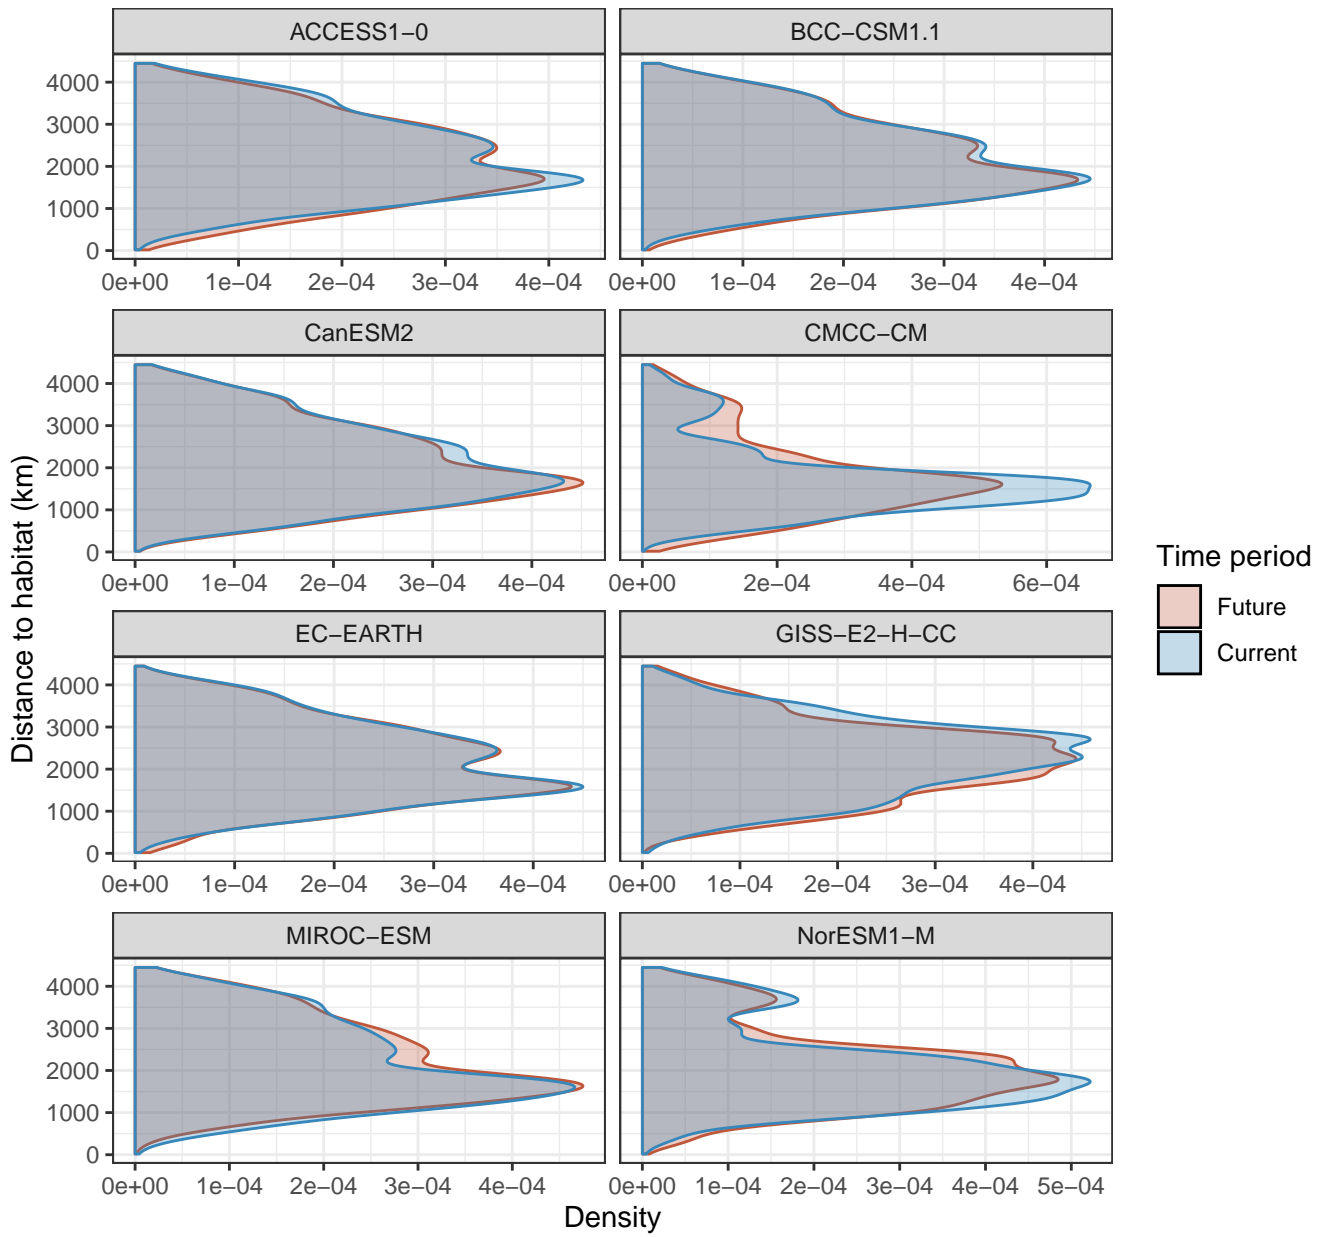 ACCESS1−0 BCC−CSM1.1
4000
3000
2000
1000
0
0e+00 1e−04 2e−04 3e−04 4e−04 0e+00 1e−04 2e−04 3e−04 4e−04
CanESM2 CMCC−CM
4000
3000
2000
1000
0
0e+00 1e−04 2e−04 3e−04 4e−04 0e+00 2e−04 4e−04 6e−04
Distance to habitat (km)
Time period
Future
Current
EC−EARTH GISS−E2−H−CC
4000
3000
2000
1000
0
0e+00 1e−04 2e−04 3e−04 4e−04 0e+00 1e−04 2e−04 3e−04 4e−04
MIROC−ESM NorESM1−M
4000
3000
2000
1000
0
0e+00 1e−04 2e−04 3e−04 4e−04 0e+00 1e−04 2e−04 3e−04 4e−04 5e−04
Density